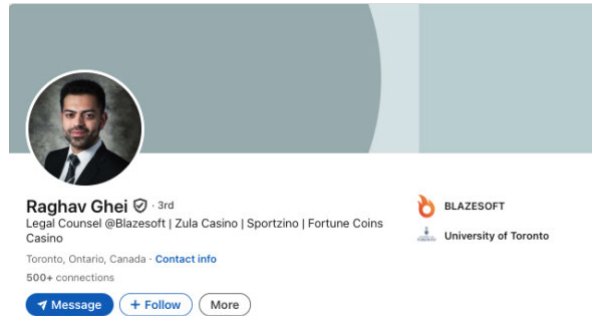 Raghav Ghei · 3rd
Legal Counsel @Blazesoft | Zula Casino | Sportzino | Fortune Coins
Casino
Toronto, Ontario, Canada · Contact info
500+ connections
Message + Follow More
BLAZESOFT
University of Toronto